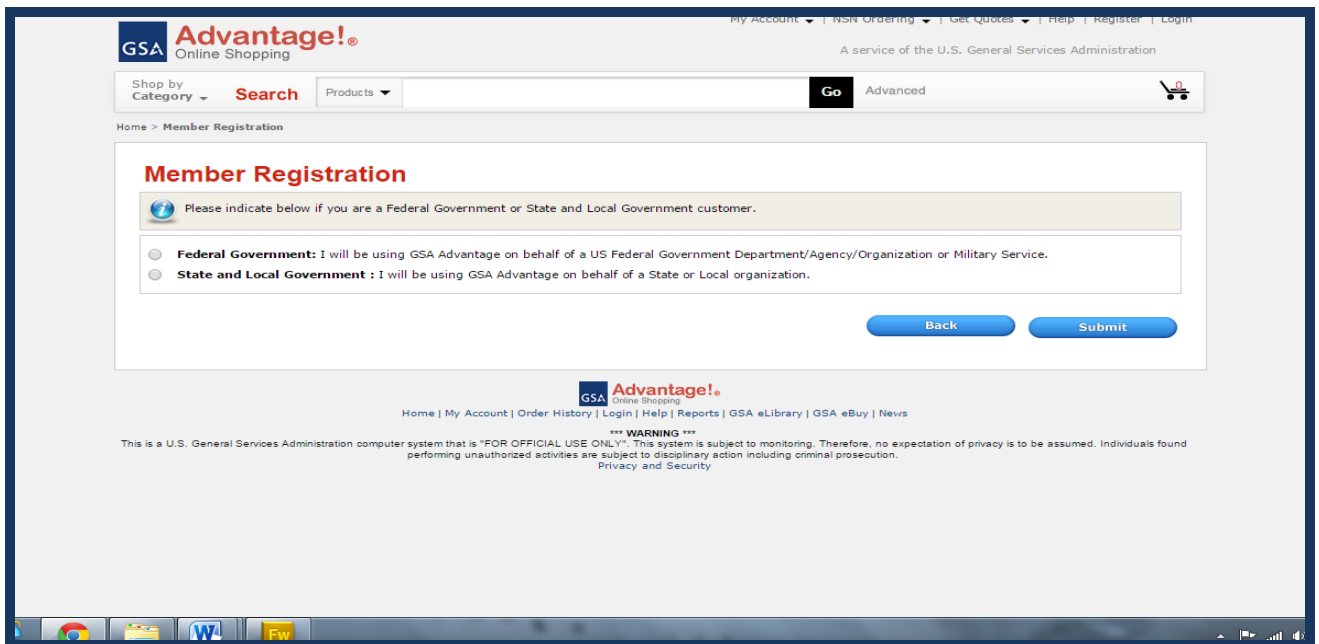 My Account | NSN Ordering | Get Quotes | Help | Register | Login
GSA Advantage!®
Online Shopping
A service of the U.S. General Services Administration
Shop by
Category
Search
Products
Go
Advanced
0
Home > Member Registration
Member Registration
Please indicate below if you are a Federal Government or State and Local Government customer.
Federal Government: I will be using GSA Advantage on behalf of a US Federal Government Department/Agency/Organization or Military Service.
State and Local Government : I will be using GSA Advantage on behalf of a State or Local organization.
Back
Submit
GSA Advantage!®
Online Shopping
Home | My Account | Order History | Login | Help | Reports | GSA eLibrary | GSA eBuy | News
*** WARNING ***
This is a U.S. General Services Administration computer system that is "FOR OFFICIAL USE ONLY". This system is subject to monitoring. Therefore, no expectation of privacy is to be assumed. Individuals found
performing unauthorized activities are subject to disciplinary action including criminal prosecution.
Privacy and Security
W
Fw